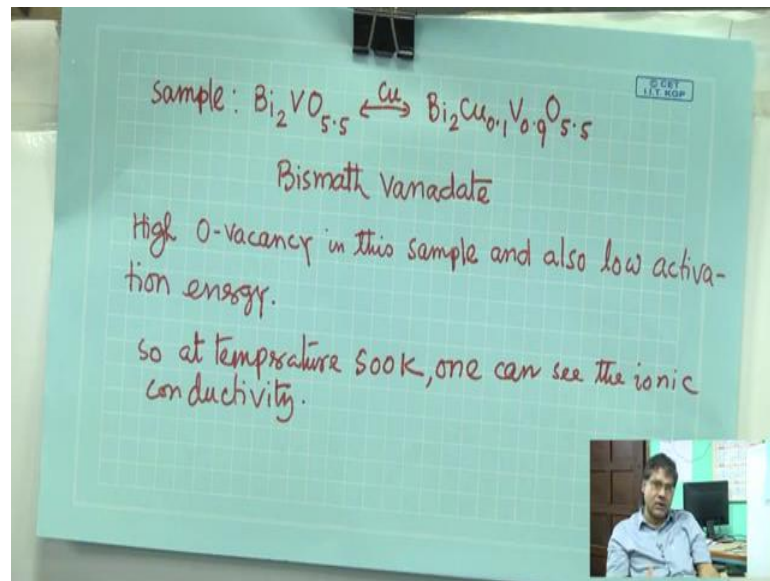 sample: Bi₂VO₅.₅ ⟷ Cu Bi₂Cu₀.₁V₀.₉O₅.₅
© CET
I.I.T. KGP
Bismath Vanadate
High O-vacancy in this sample and also low activa-
tion energy.
so at temprature 500K, one can see the ionic
conductivity.